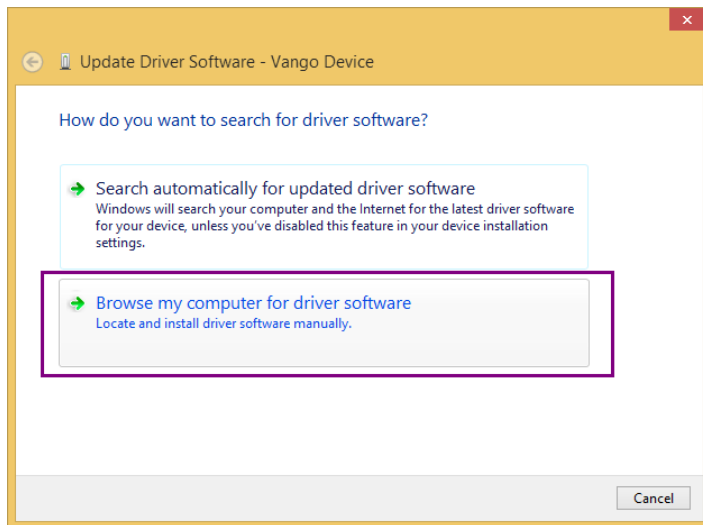 Update Driver Software - Vango Device
How do you want to search for driver software?
Search automatically for updated driver software
Windows will search your computer and the Internet for the latest driver software
for your device, unless you've disabled this feature in your device installation
settings.
Browse my computer for driver software
Locate and install driver software manually.
Cancel